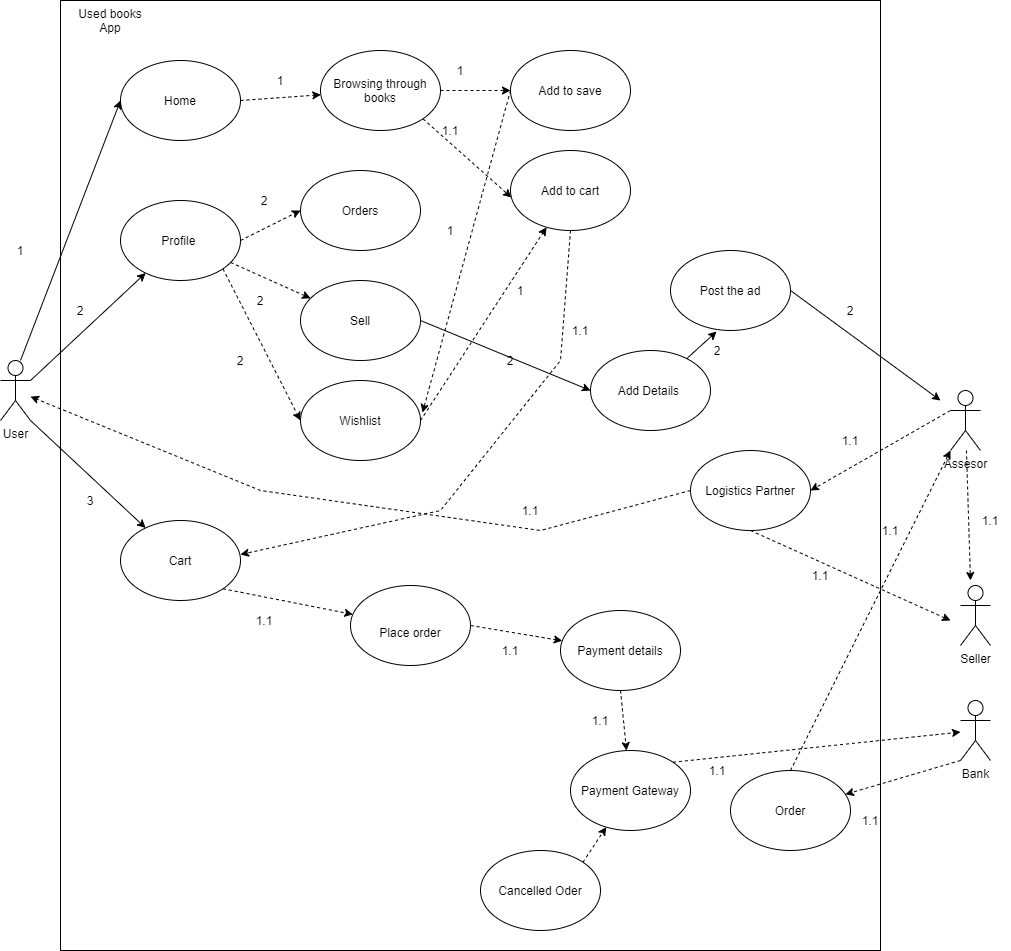 Used books
App
Home
1
Browsing through
books
1
Add to save
1.1
Add to cart
Profile
2
Orders
1
1
2
2
Sell
1
1.1
Post the ad
2
2
Add Details
2
2
Wishlist
User
Assesor
1.1
3
Logistics Partner
1.1
1.1
1.1
Cart
1.1
Seller
1.1
Place order
1.1
Payment details
1.1
Payment Gateway
1.1
Bank
Order
1.1
Cancelled Oder